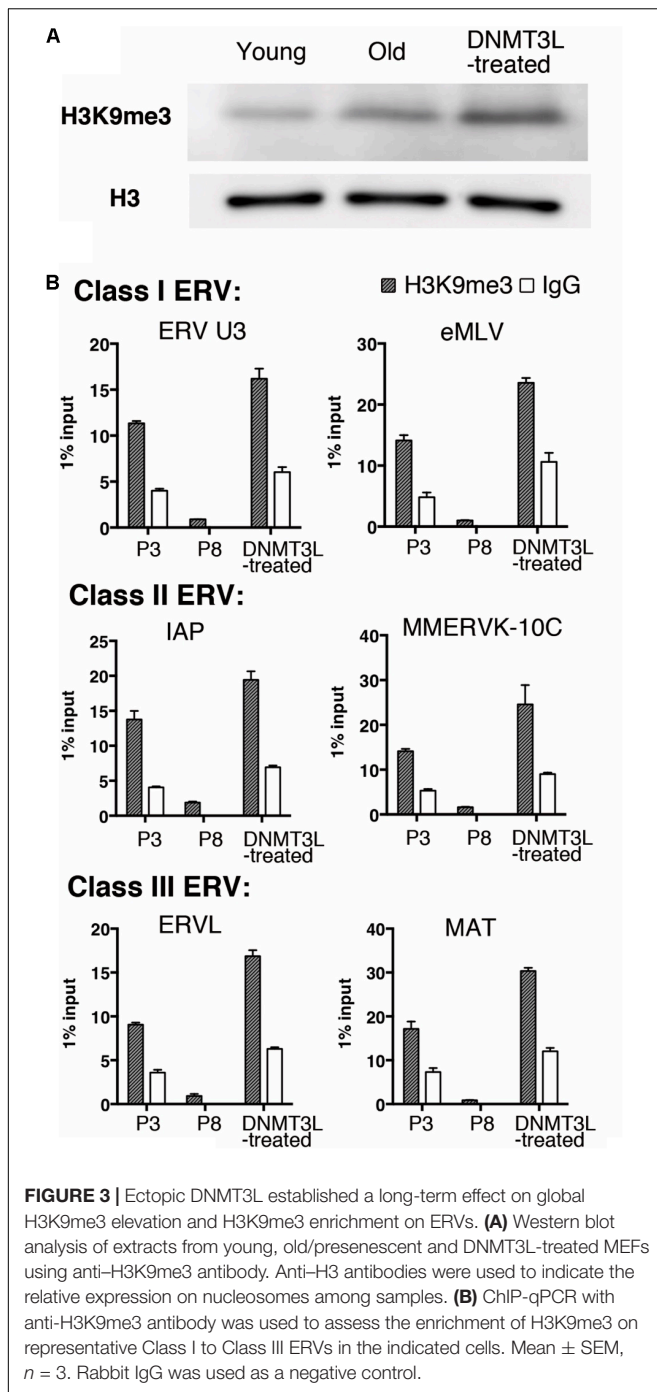 A
Young Old DNMT3L
-treated
H3K9me3
H3
B Class I ERV: H3K9me3 IgG
ERV U3
1% input
20
15
10
5
0
P3 P8 DNMT3L
-treated
eMLV
1% input
30
20
10
0
P3 P8 DNMT3L
-treated
Class II ERV:
IAP
1% input
25
20
15
10
5
0
P3 P8 DNMT3L
-treated
MMERVK-10C
1% input
40
30
20
10
0
P3 P8 DNMT3L
-treated
Class III ERV:
ERVL
1% input
20
15
10
5
0
P3 P8 DNMT3L
-treated
MAT
1% input
40
30
20
10
0
P3 P8 DNMT3L
-treated
FIGURE 3 | Ectopic DNMT3L established a long-term effect on global
H3K9me3 elevation and H3K9me3 enrichment on ERVs. (A) Western blot
analysis of extracts from young, old/presenescent and DNMT3L-treated MEFs
using anti–H3K9me3 antibody. Anti–H3 antibodies were used to indicate the
relative expression on nucleosomes among samples. (B) ChIP-qPCR with
anti-H3K9me3 antibody was used to assess the enrichment of H3K9me3 on
representative Class I to Class III ERVs in the indicated cells. Mean ± SEM,
n = 3. Rabbit IgG was used as a negative control.